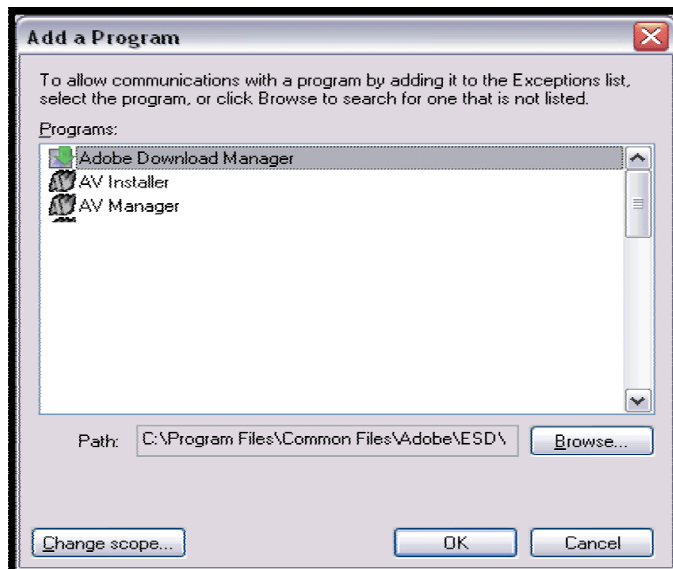 Add a Program
To allow communications with a program by adding it to the Exceptions list,
select the program, or click Browse to search for one that is not listed.
Programs:
Adobe Download Manager
AV Installer
AV Manager
Path: C:\Program Files\Common Files\Adobe\ESD\ Browse...
Change scope... OK Cancel